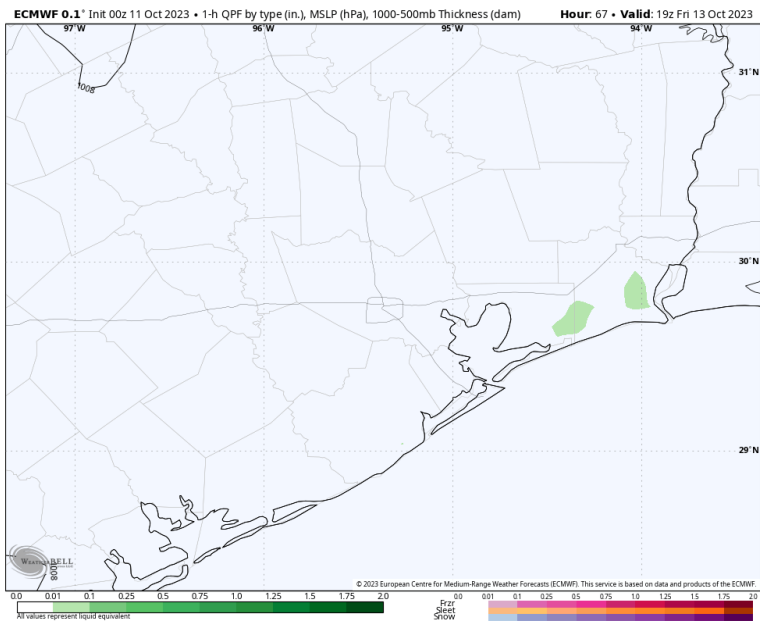 ECMWF 0.1° Init 00z 11 Oct 2023 • 1-h QPF by type (in.), MSLP (hPa), 1000-500mb Thickness (dam) Hour: 67 • Valid: 19z Fri 13 Oct 2023
97°W 96°W 95°W 94°W
31°N
1008
30°N
29°N
WeatherBELL
1008
© 2023 European Centre for Medium-Range Weather Forecasts (ECMWF). This service is based on data and products of the ECMWF.
0.0 0.01 0.1 0.25 0.5 0.75 1.0 1.25 1.5 1.75 2.0 0.0 0.01 0.1 0.25 0.5 0.75 1.0 1.25 1.5 1.75 2.0
Frzr
Sleet
Snow
All values represent liquid equivalent